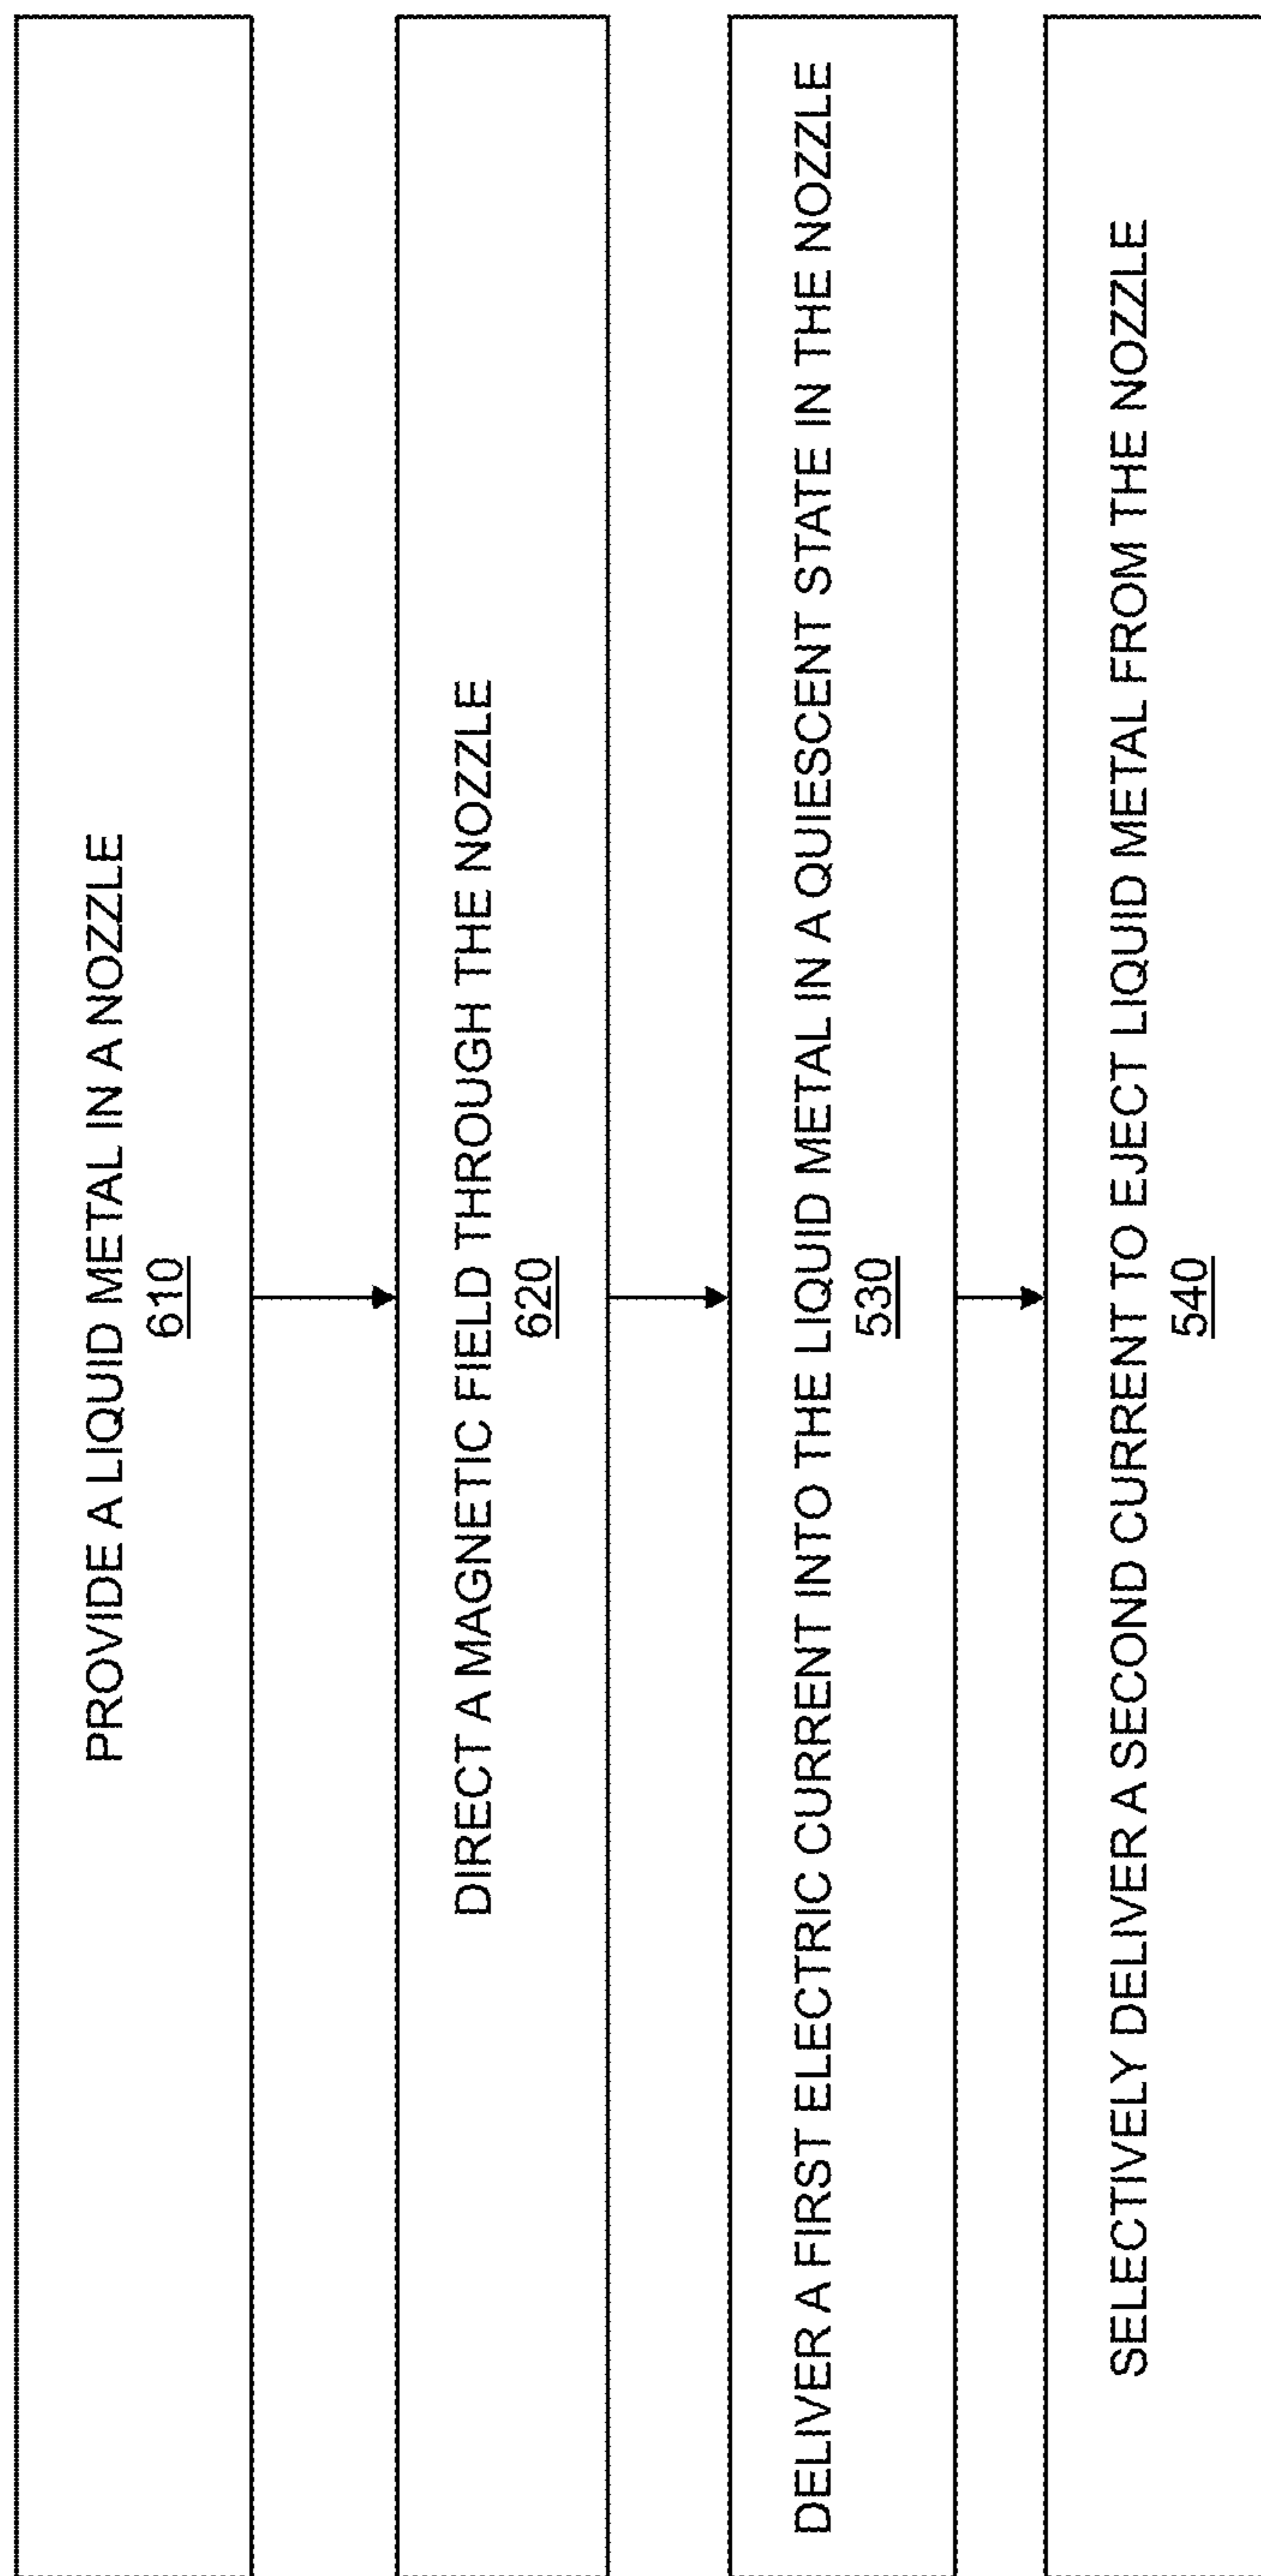 PROVIDE A LIQUID METAL IN A NOZZLE
610
DIRECT A MAGNETIC FIELD THROUGH THE NOZZLE
620
DELIVER A FIRST ELECTRIC CURRENT INTO THE LIQUID METAL IN A QUIESCENT STATE IN THE NOZZLE
530
SELECTIVELY DELIVER A SECOND CURRENT TO EJECT LIQUID METAL FROM THE NOZZLE
540